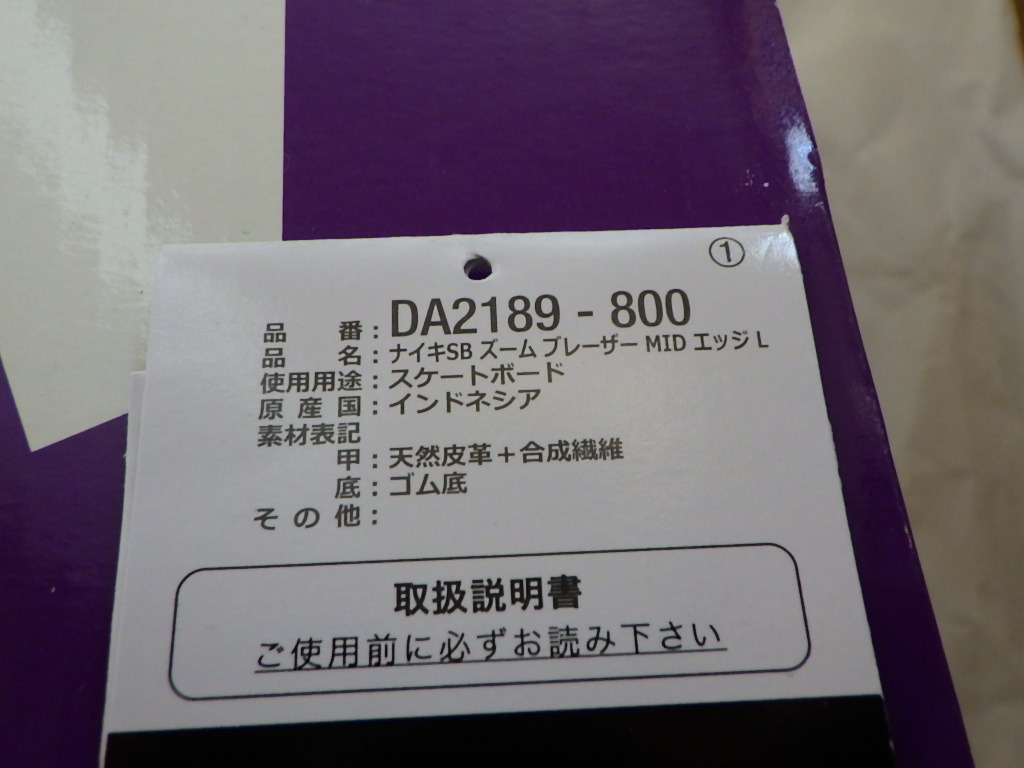 ①
品 番 : DA2189 - 800
品 名 : ナイキSB ズーム ブレーザー MID エッジ L
使用用途 : スケートボード
原 産 国 : インドネシア
素材表記
甲 : 天然皮革＋合成繊維
底 : ゴム底
そ の 他 :
取扱説明書
ご使用前に必ずお読み下さい